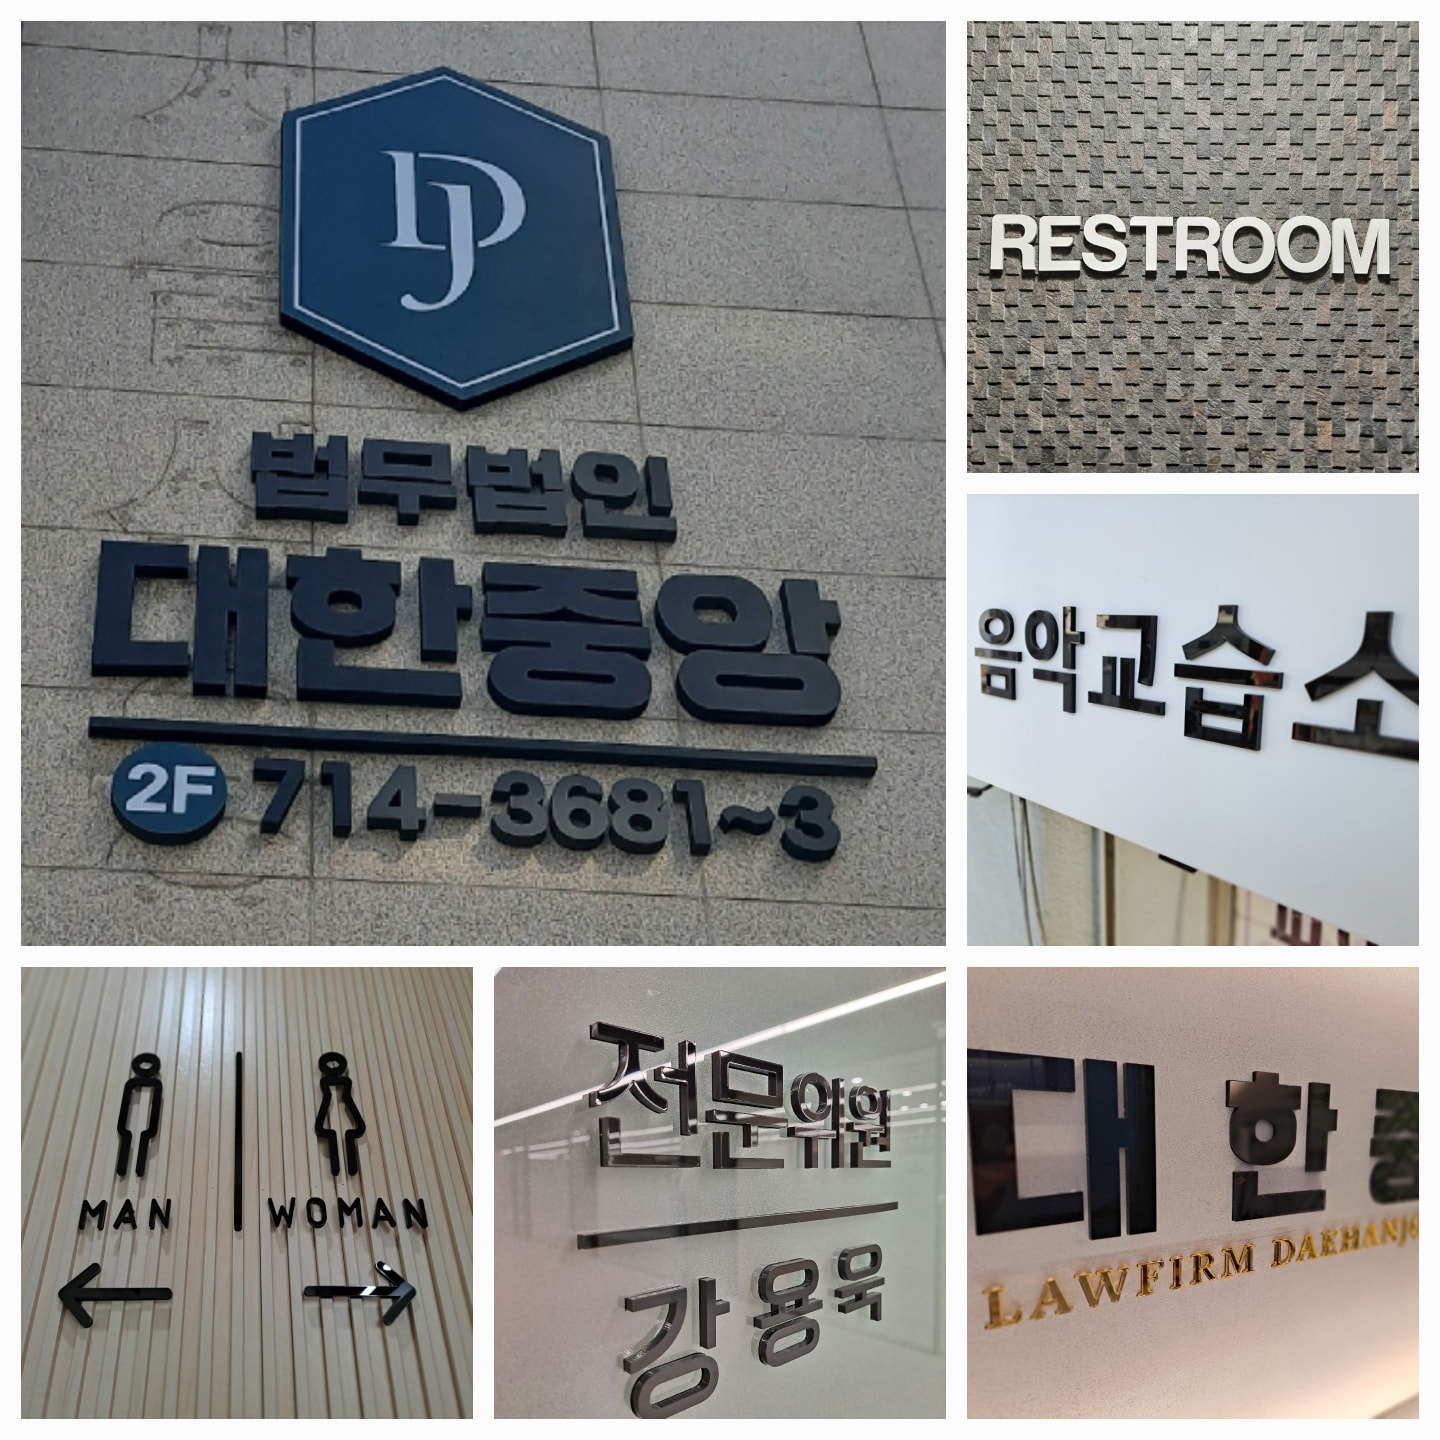 DJ
법무법인
대한중앙
2F 714-3681~3
RESTROOM
음악교습소
MAN WOMAN
전문위원
강용욱
대한
LAWFIRM DAEHANJ